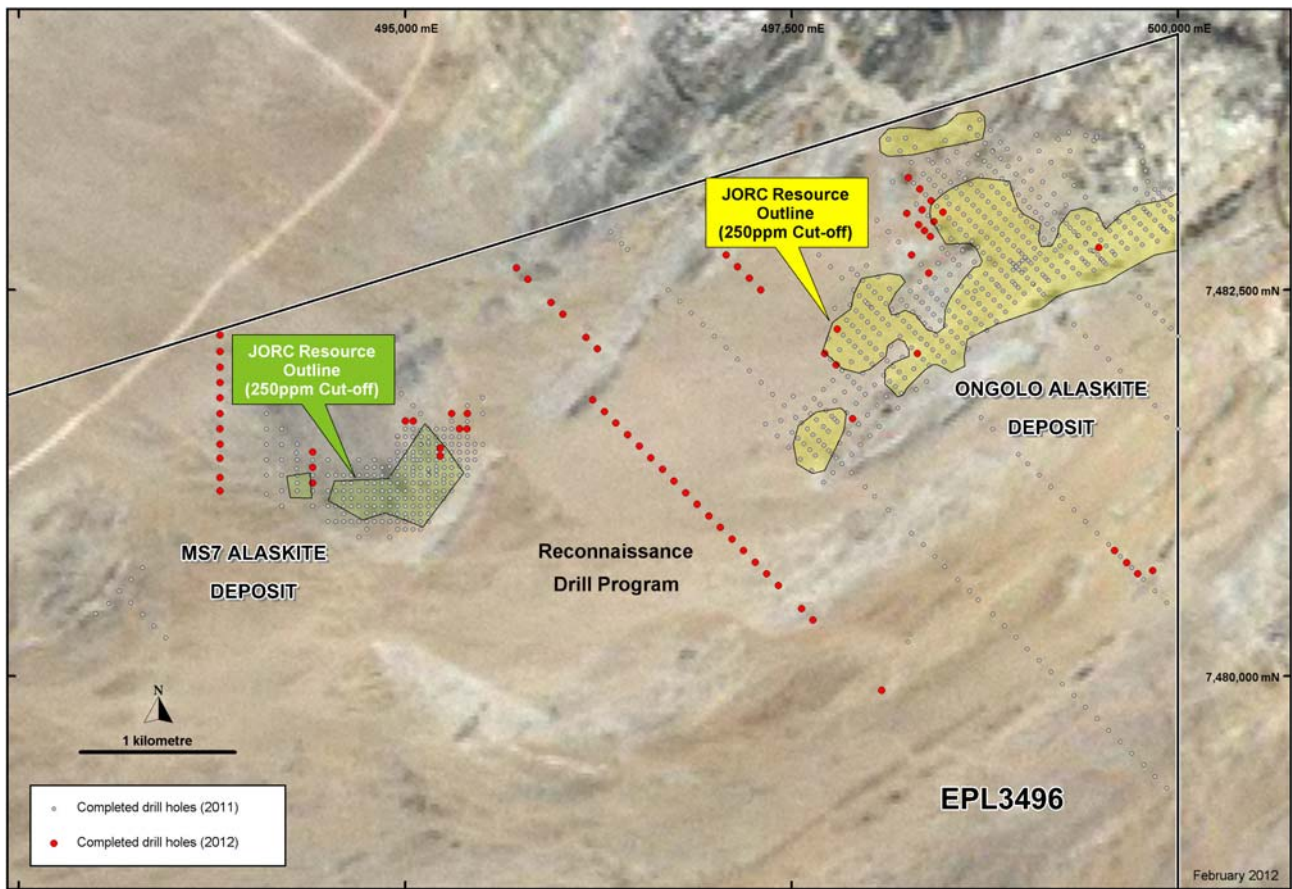 495,000 mE
497,500 mE
500,000 mE
JORC Resource
Outline
(250ppm Cut-off)
7,482,500 mN
JORC Resource
Outline
(250ppm Cut-off)
ONGOLO ALASKITE
DEPOSIT
MS7 ALASKITE
DEPOSIT
Reconnaissance
Drill Program
7,480,000 mN
N
1 kilometre
EPL3496
Completed drill holes (2011)
Completed drill holes (2012)
February 2012